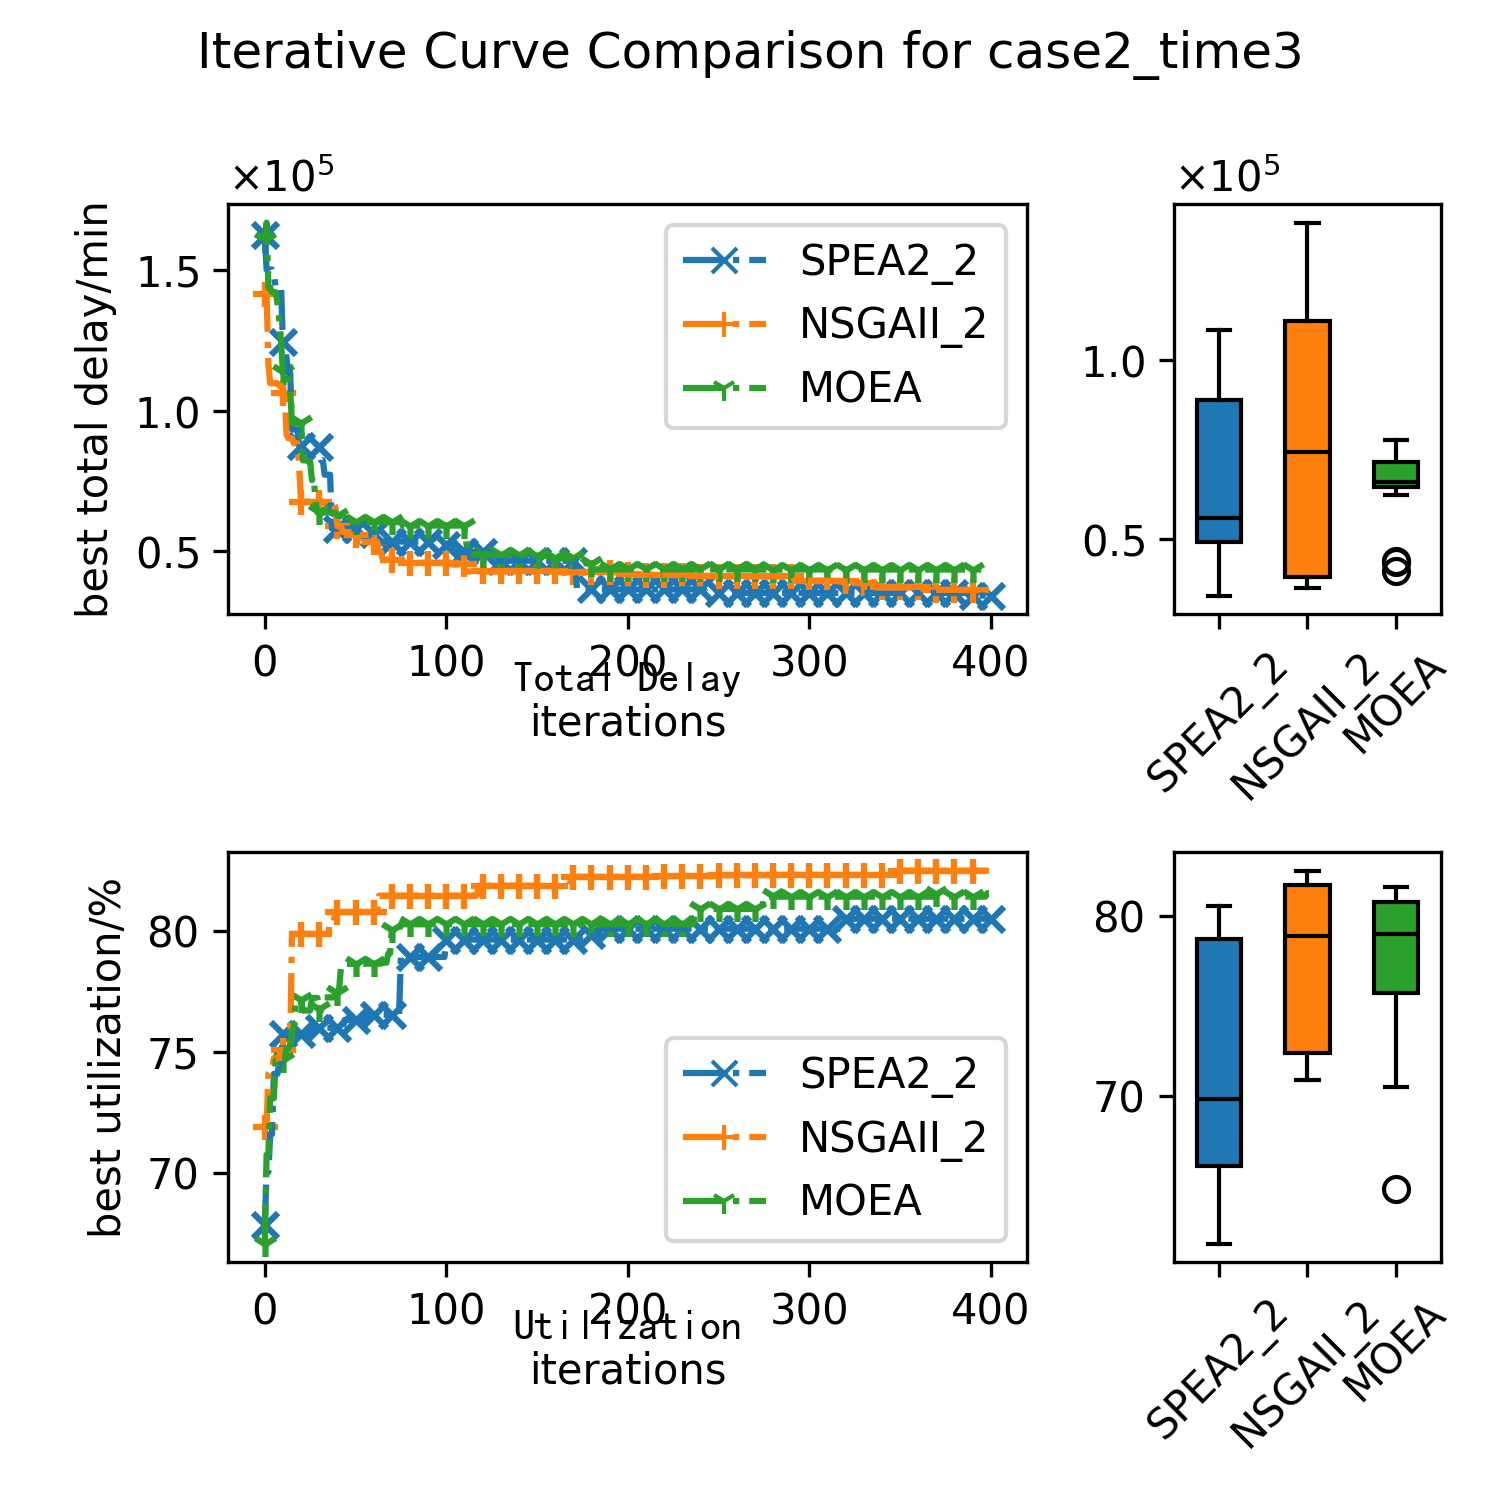 Iterative Curve Comparison for case2_time3
×10⁵
best total delay/min
1.5
1.0
0.5
SPEA2_2
NSGAII_2
MOEA
0 100 200 300 400
Total Delay
iterations
×10⁵
1.0
0.5
SPEA2_2
NSGAII_2
MOEA
best utilization/%
80
75
70
SPEA2_2
NSGAII_2
MOEA
0 100 200 300 400
Utilization
iterations
80
70
SPEA2_2
NSGAII_2
MOEA